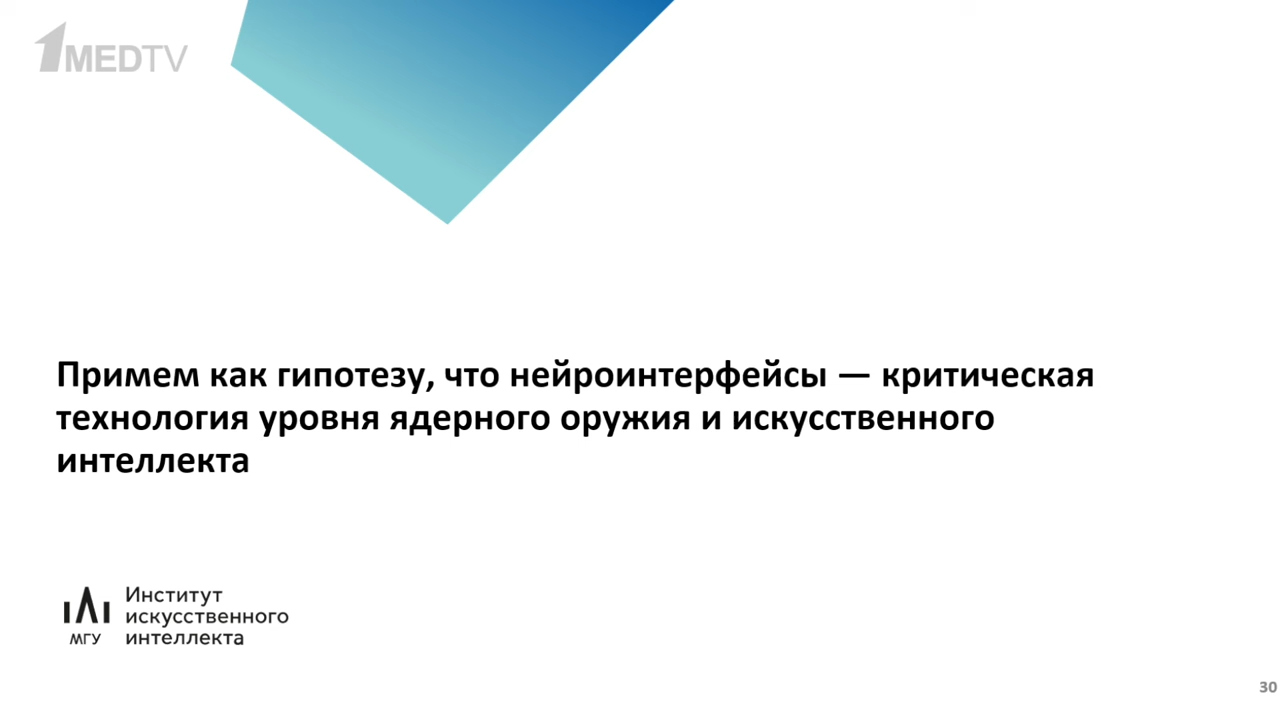 1MEDTV
Примем как гипотезу, что нейроинтерфейсы — критическая
технология уровня ядерного оружия и искусственного
интеллекта
Институт
искусственного
интеллекта
МГУ
30